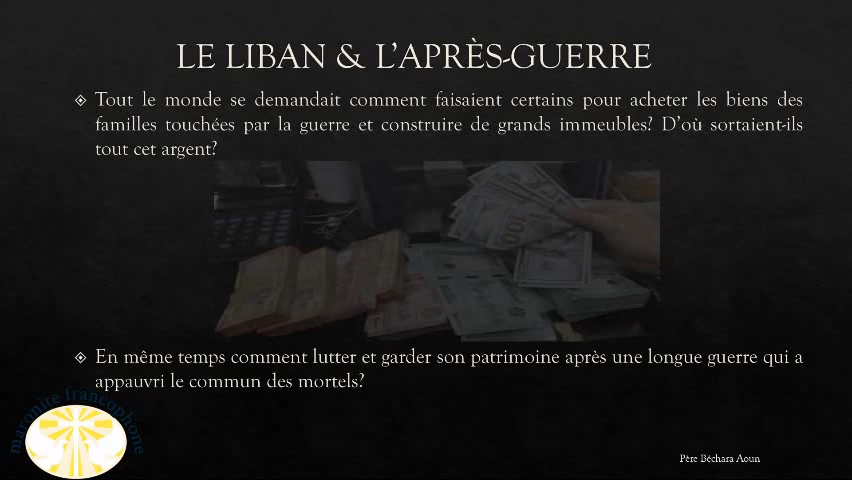 LE LIBAN & L'APRÈS-GUERRE
Tout le monde se demandait comment faisaient certains pour acheter les biens des
familles touchées par la guerre et construire de grands immeubles? D'où sortaient-ils
tout cet argent?
100
En même temps comment lutter et garder son patrimoine après une longue guerre qui a
appauvri le commun des mortels?
maronite francophone
Père Béchara Aoun